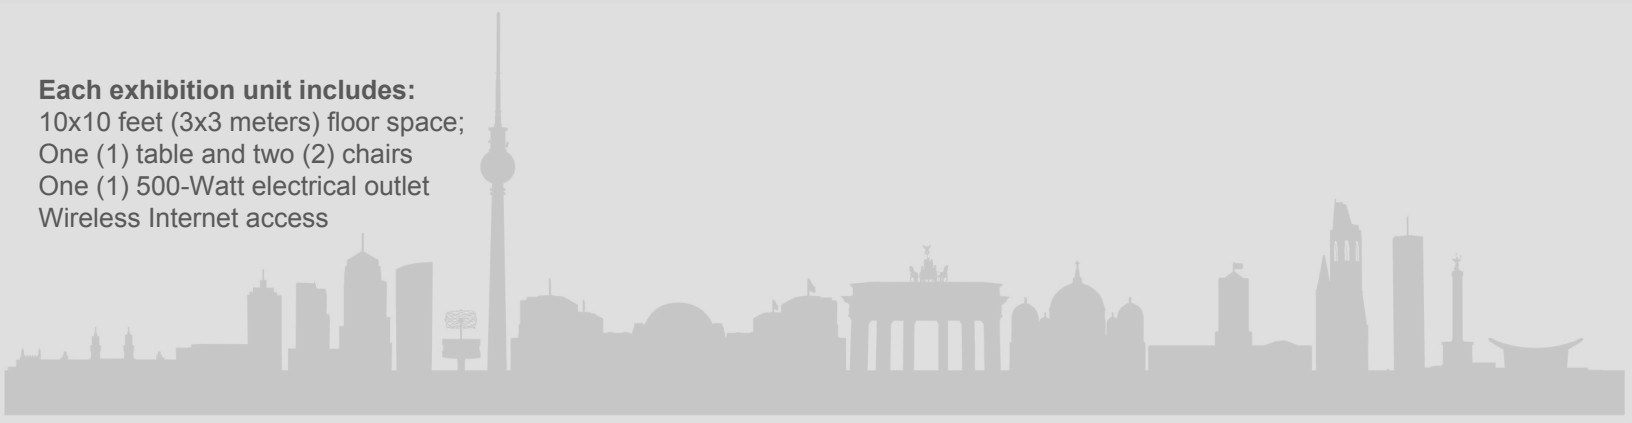 Each exhibition unit includes:
10x10 feet (3x3 meters) floor space;
One (1) table and two (2) chairs
One (1) 500-Watt electrical outlet
Wireless Internet access